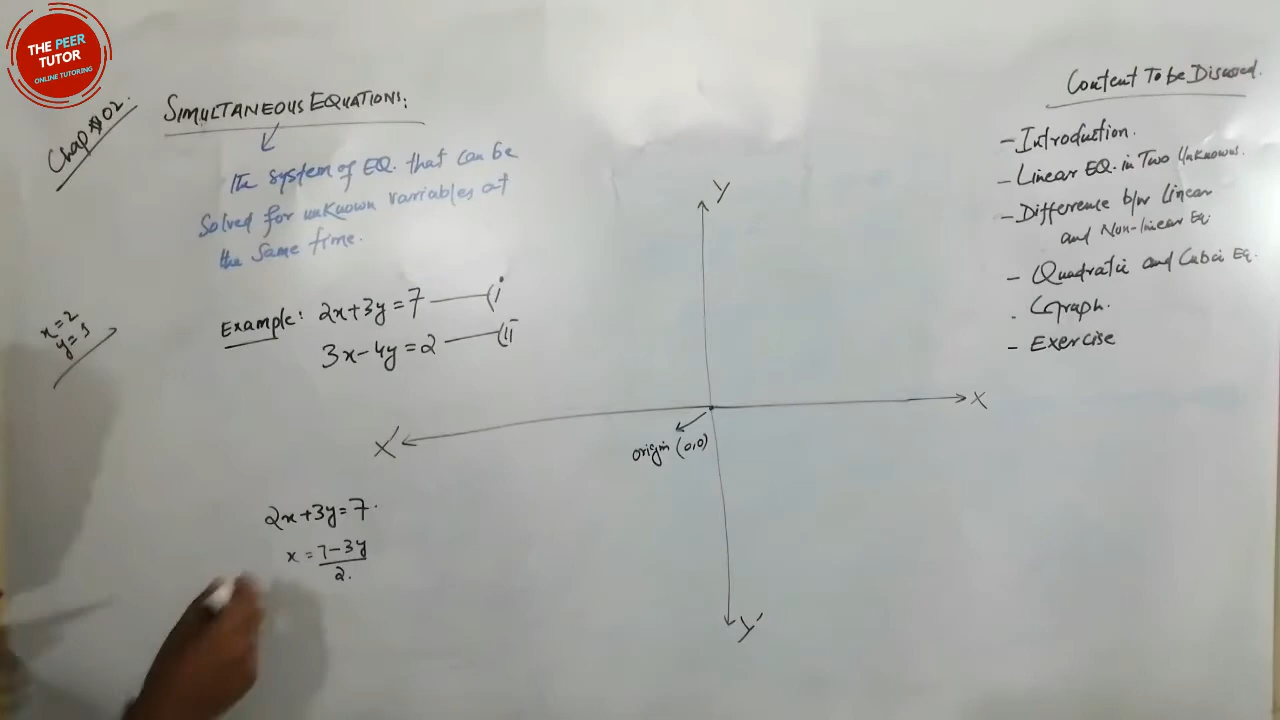 THE PEER
TUTOR
ONLINE TUTORING
Chap 02.
SIMULTANEOUS EQUATIONS:
The system of EQ. that can be
Solved for unknown variables at
the same time.
x=2
y=1
Example: 2x+3y=7 (i
3x-4y=2 (ii
Y
X
X'
origin (0,0)
Y'
2x+3y=7.
x = 7-3y
2.
Content To be Discussed.
- Introduction.
- Linear EQ. in Two Unknowns.
- Difference b/w Linear
and Non-linear Eq.
- Quadratic and Cubic Eq.
. Graph.
- Exercise